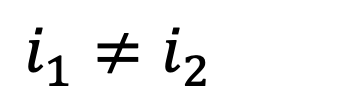 i₁ ≠ i₂